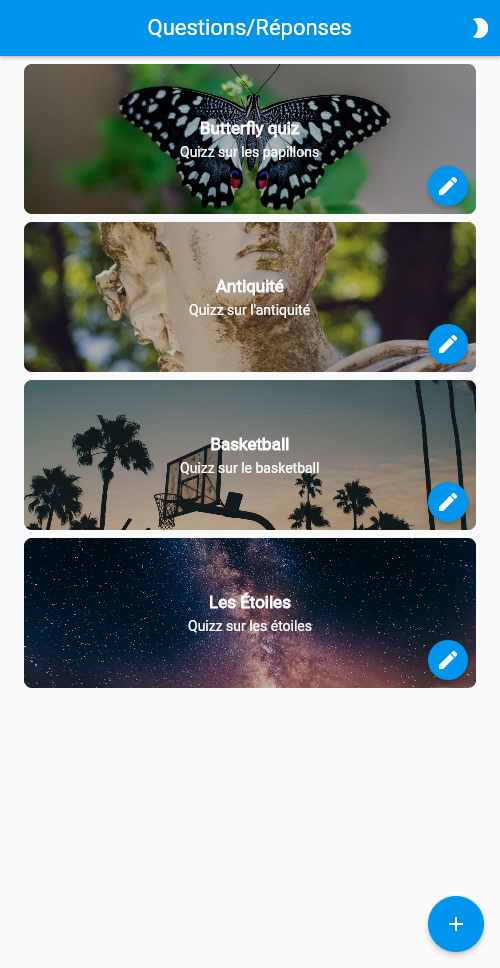 Questions/Réponses
Butterfly quiz
Quizz sur les papillons
Antiquité
Quizz sur l'antiquité
Basketball
Quizz sur le basketball
Les Étoiles
Quizz sur les étoiles